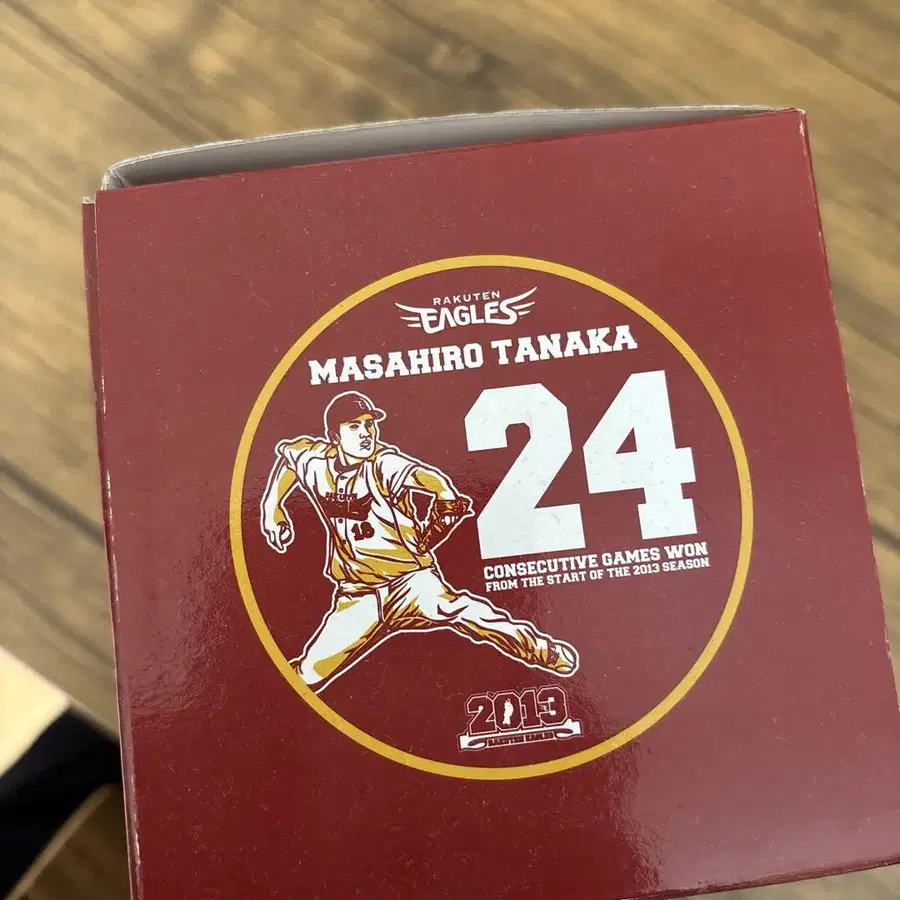 RAKUTEN
EAGLES
MASAHIRO TANAKA
24
CONSECUTIVE GAMES WON
FROM THE START OF THE 2013 SEASON
18
2013